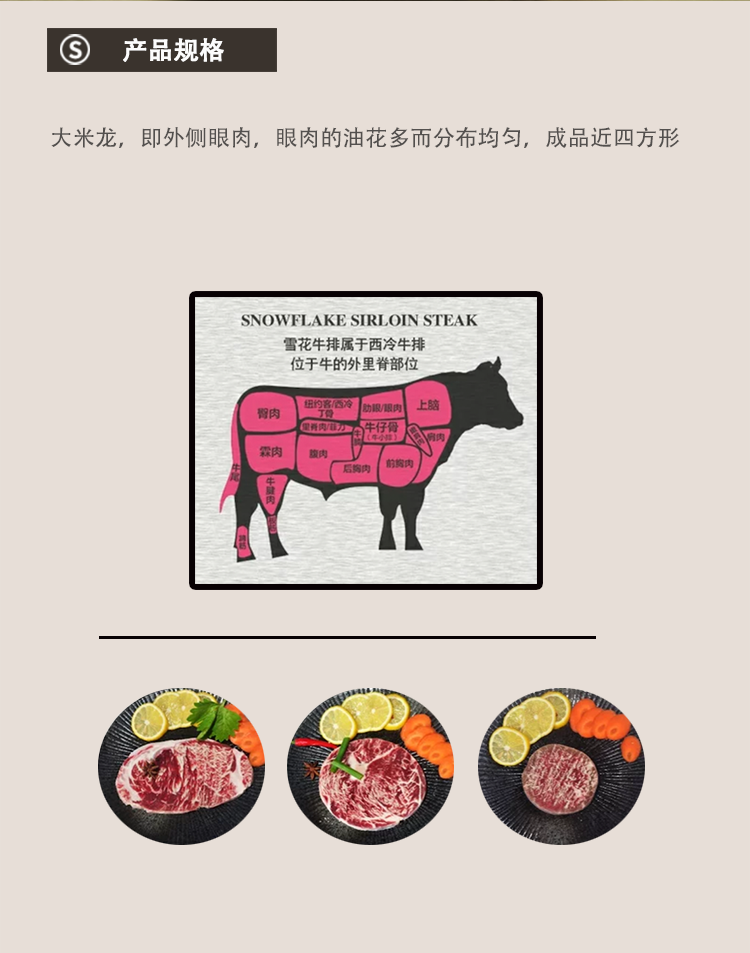 S 产品规格
大米龙, 即外侧眼肉, 眼肉的油花多而分布均匀, 成品近四方形
SNOWFLAKE SIRLOIN STEAK
雪花牛排属于西冷牛排
位于牛的外里脊部位
臀肉
纽约客/西冷
丁骨
肋眼/眼肉
上脑
里脊肉/菲力
牛仔骨
(牛小排)
肩肉
霖肉
腹肉
后胸肉
前胸肉
牛腱肉